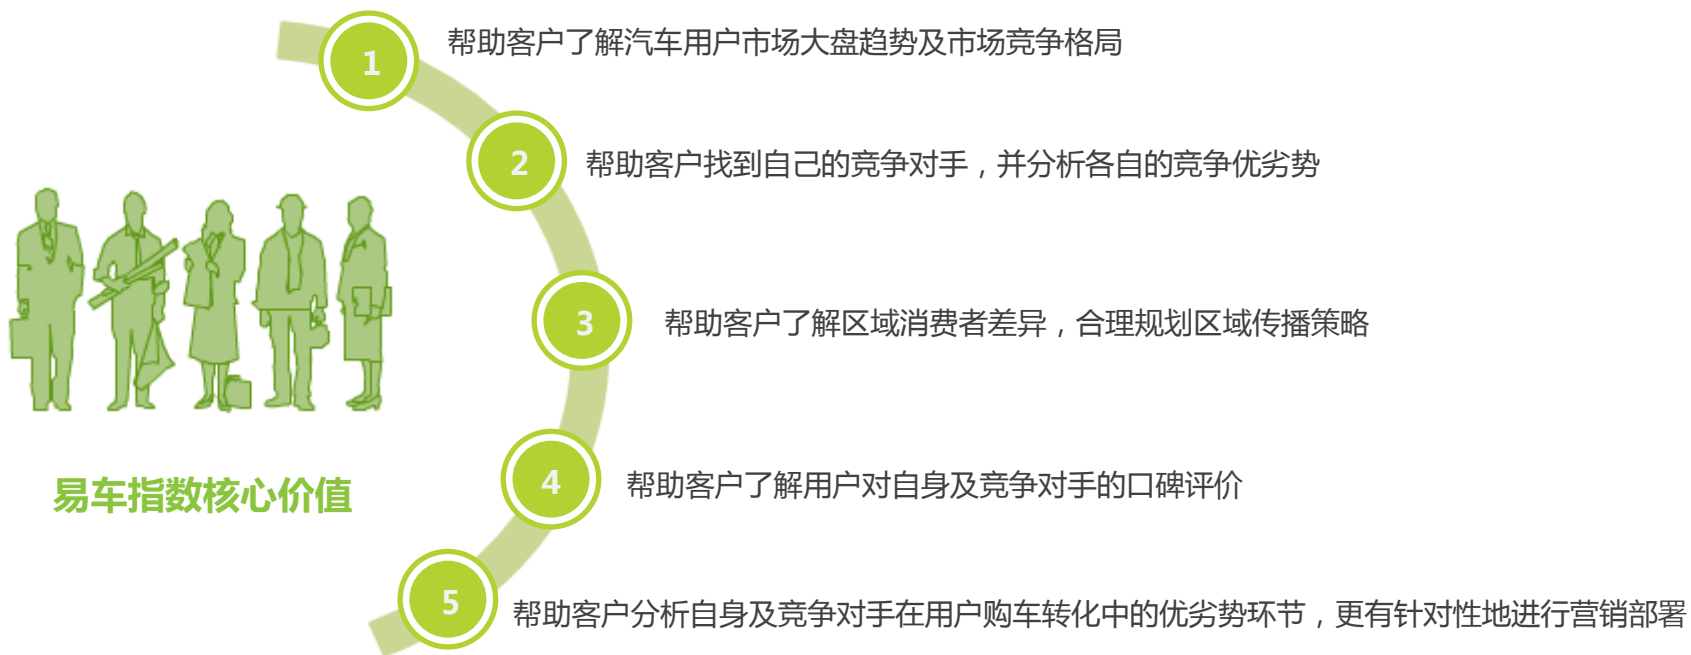 1
帮助客户了解汽车用户市场大盘趋势及市场竞争格局
2
帮助客户找到自己的竞争对手，并分析各自的竞争优劣势
3
帮助客户了解区域消费者差异，合理规划区域传播策略
4
帮助客户了解用户对自身及竞争对手的口碑评价
易车指数核心价值
5
帮助客户分析自身及竞争对手在用户购车转化中的优劣势环节，更有针对性地进行营销部署